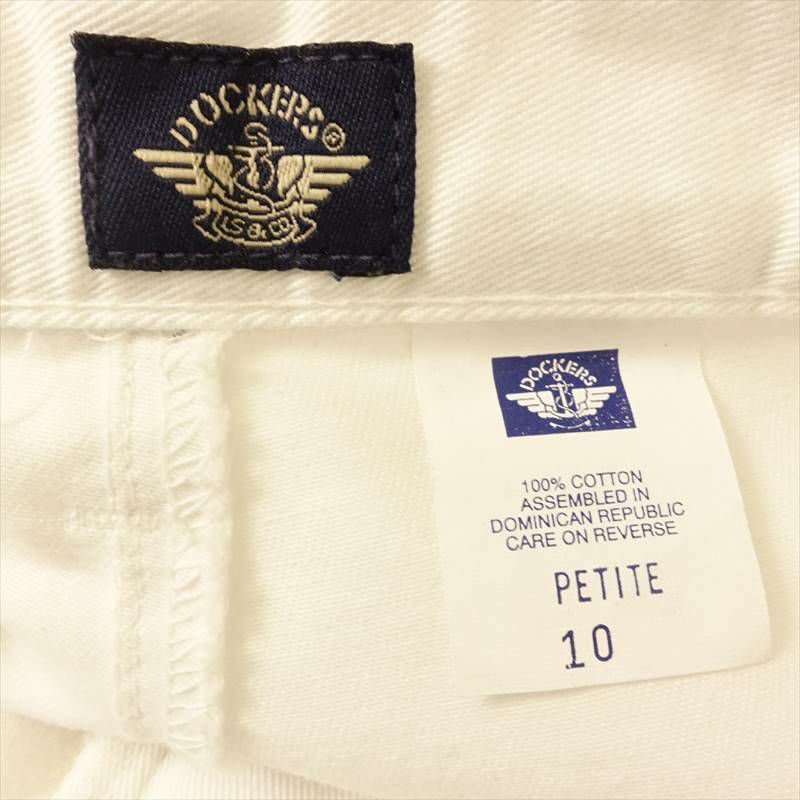 DOCKERS®
LS & CO.
DOCKERS
100% COTTON
ASSEMBLED IN
DOMINICAN REPUBLIC
CARE ON REVERSE
PETITE
10